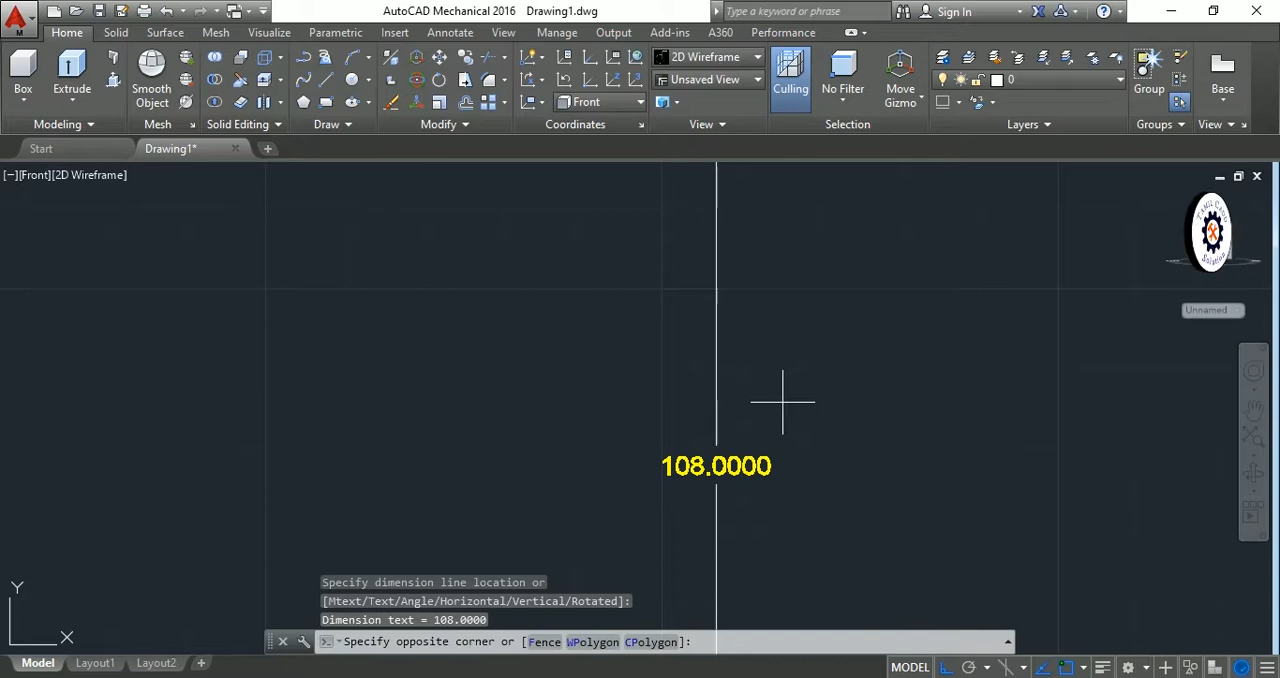 AutoCAD Mechanical 2016 Drawing1.dwg
Type a keyword or phrase
Sign In
Home Solid Surface Mesh Visualize Parametric Insert Annotate View Manage Output Add-ins A360 Performance
Box
Extrude
Smooth Object
2D Wireframe
Unsaved View
Front
Culling
No Filter
Move Gizmo
0
Group
Base
Modeling
Mesh
Solid Editing
Draw
Modify
Coordinates
View
Selection
Layers
Groups
View
Start
Drawing1*
[−][Front][2D Wireframe]
TAMIL CADD
Solution
Unnamed
108.0000
Y
X
Specify dimension line location or
[Mtext/Text/Angle/Horizontal/Vertical/Rotated]:
Dimension text = 108.0000
Specify opposite corner or [Fence WPolygon CPolygon]:
Model Layout1 Layout2
MODEL